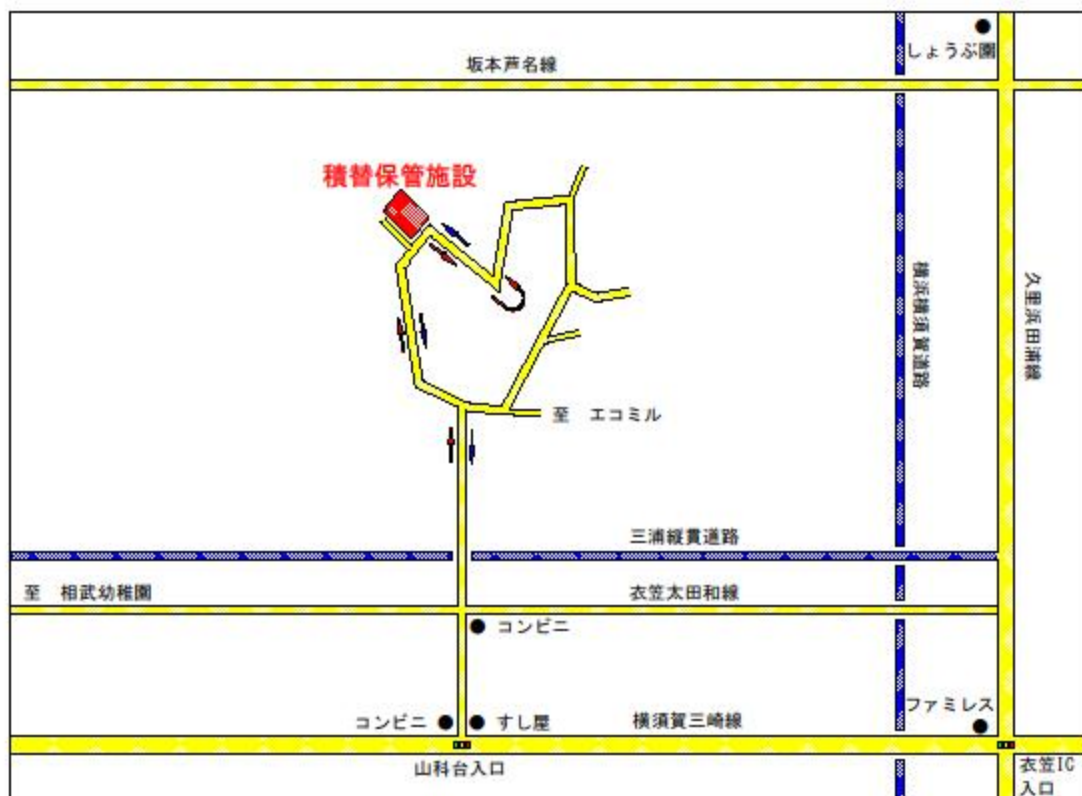 しょうぶ園
坂本芦名線
積替保管施設
横浜横須賀道路
久里浜田浦線
至 エコミル
三浦縦貫道路
至 相武幼稚園
衣笠太田和線
コンビニ
ファミレス
コンビニ
すし屋
横須賀三崎線
山科台入口
衣笠IC
入口